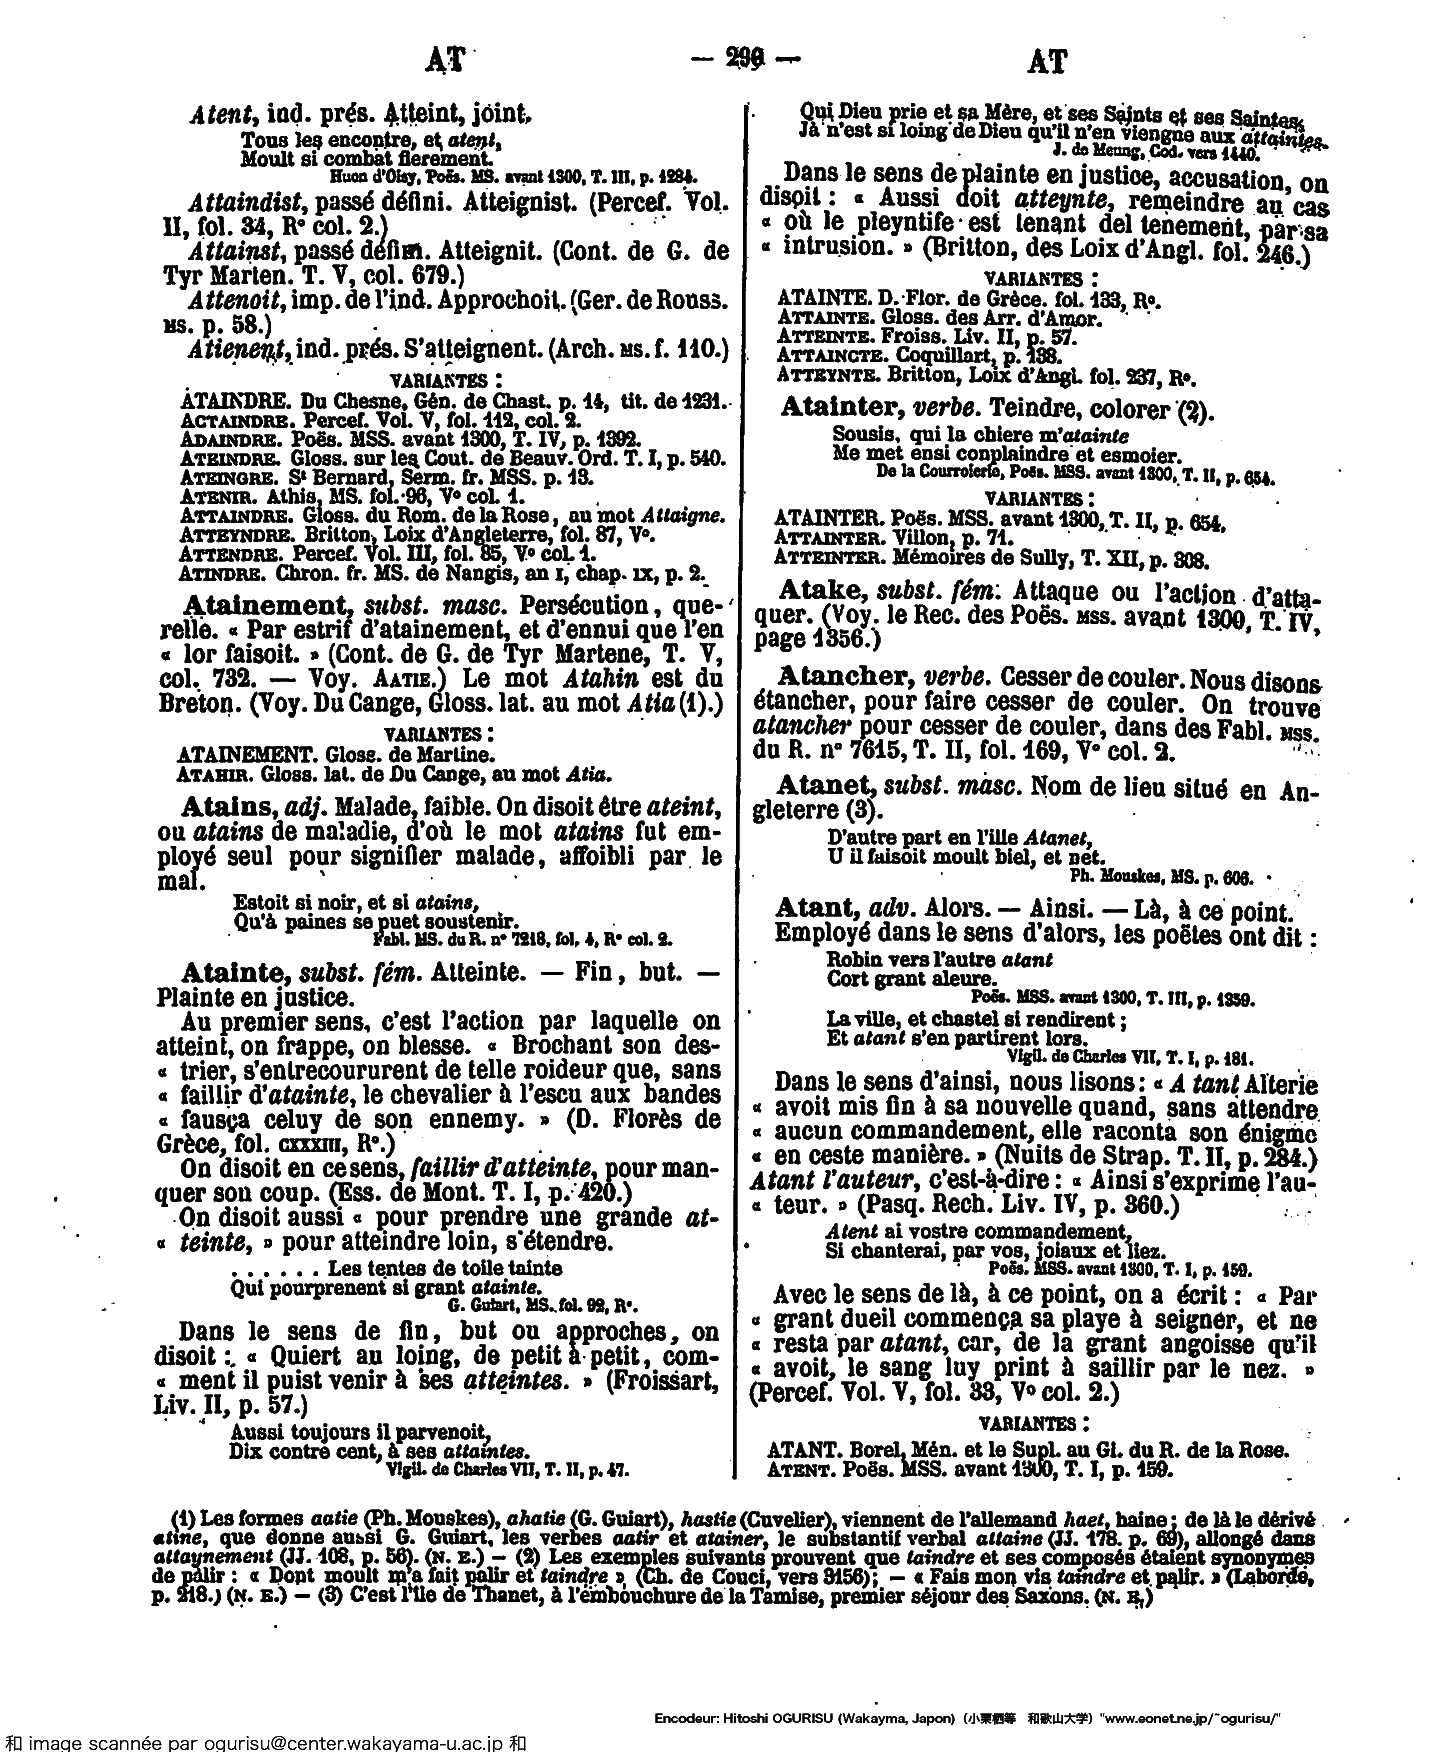 AT — 299 — AT
Atent, ind. prés. Atteint, joint.
Tous les encontre, et atent,
Moult si combat fierement.
Huon d'Oisy, Poës. MS. avant 1300, T. III, p. 1284.
Attaindist, passé défini. Atteignist. (Percef. Vol.
II, fol. 34, Rº col. 2.)
Attainst, passé défini. Atteignit. (Cont. de G. de
Tyr Marten. T. V, col. 679.)
Attenoit, imp. de l'ind. Approchoit. (Ger. de Rouss.
MS. p. 58.)
Atienent, ind. prés. S'atteignent. (Arch. MS. f. 110.)
VARIANTES :
ATAINDRE. Du Chesne, Gén. de Chast. p. 14, tit. de 1231.
ACTAINDRE. Percef. Vol. V, fol. 112, col. 2.
ADAINDRE. Poës. MSS. avant 1300, T. IV, p. 1392.
ATEINDRE. Gloss. sur les Cout. de Beauv. Ord. T. I, p. 540.
ATEINGRE. St Bernard, Serm. fr. MSS. p. 13.
ATENIR. Athis, MS. fol. 96, Vº col. 1.
ATTAINDRE. Gloss. du Rom. de la Rose, au mot Attaigne.
ATTEYNDRE. Britton, Loix d'Angleterre, fol. 87, Vº.
ATTENDRE. Percef. Vol. III, fol. 85, Vº col. 1.
ATINDRE. Chron. fr. MS. de Nangis, an I, chap. IX, p. 2.
Atainement, subst. masc. Persécution, que-
relle. « Par estrif d'atainement, et d'ennui que l'en
« lor faisoit. » (Cont. de G. de Tyr Martene, T. V,
col. 732. — Voy. AATIE.) Le mot Atahin est du
Breton. (Voy. Du Cange, Gloss. lat. au mot Atia (1).)
VARIANTES :
ATAINEMENT. Gloss. de Martine.
ATAHIR. Gloss. lat. de Du Cange, au mot Atia.
Atains, adj. Malade, faible. On disoit être ateint,
ou atains de maladie, d'où le mot atains fut em-
ployé seul pour signifier malade, affoibli par le
mal.
Estoit si noir, et si atains,
Qu'à paines se puet soustenir.
Fabl. MS. du R. nº 7218, fol. 4, Rº col. 2.
Atainte, subst. fém. Atteinte. — Fin, but. —
Plainte en justice.
Au premier sens, c'est l'action par laquelle on
atteint, on frappe, on blesse. « Brochant son des-
« trier, s'entrecoururent de telle roideur que, sans
« faillir d'atainte, le chevalier à l'escu aux bandes
« fausça celuy de son ennemy. » (D. Florès de
Grèce, fol. CXXXIII, Rº.)
On disoit en ce sens, faillir d'atteinte, pour man-
quer son coup. (Ess. de Mont. T. I, p. 420.)
On disoit aussi « pour prendre une grande at-
« teinte, » pour atteindre loin, s'étendre.
. . . . . . Les tentes de toile tainte
Qui pourprenent si grant atainte.
G. Guiart, MS. fol. 92, Rº.
Dans le sens de fin, but ou approches, on
disoit : « Quiert au loing, de petit à petit, com-
« ment il puist venir à ses atteintes. » (Froissart,
Liv. II, p. 57.)
Aussi toujours il parvenoit,
Dix contre cent, à ses attaintes.
Vigil. de Charles VII, T. II, p. 47.
Qui Dieu prie et sa Mère, et ses Saints et ses Saintes,
Jà n'est si loing de Dieu qu'il n'en viengne aux attaintes.
J. de Meung, Cod. vers 1440.
Dans le sens de plainte en justice, accusation, on
disoit : « Aussi doit atteynte, remeindre au cas
« où le pleyntife est tenant del tenement, par sa
« intrusion. » (Britton, des Loix d'Angl. fol. 246.)
VARIANTES :
ATAINTE. D. Flor. de Grèce. fol. 133, Rº.
ATTAINTE. Gloss. des Arr. d'Amor.
ATTEINTE. Froiss. Liv. II, p. 57.
ATTAINCTE. Coquillart, p. 138.
ATTEYNTE. Britton, Loix d'Angl. fol. 237, Rº.
Atainter, verbe. Teindre, colorer (2).
Sousis, qui la chiere m'atainte
Me met ensi conplaindre et esmoier.
De la Courroierie, Poës. MSS. avant 1300, T. II, p. 654.
VARIANTES :
ATAINTER. Poës. MSS. avant 1300, T. II, p. 654.
ATTAINTER. Villon, p. 71.
ATTEINTER. Mémoires de Sully, T. XII, p. 308.
Atake, subst. fém. Attaque ou l'action d'atta-
quer. (Voy. le Rec. des Poës. MSS. avant 1300, T. IV,
page 1356.)
Atancher, verbe. Cesser de couler. Nous disons
étancher, pour faire cesser de couler. On trouve
atancher pour cesser de couler, dans des Fabl. MSS.
du R. nº 7615, T. II, fol. 169, Vº col. 2.
Atanet, subst. masc. Nom de lieu situé en An-
gleterre (3).
D'autre part en l'ille Atanet,
U il faisoit moult biel, et net.
Ph. Mouskes, MS. p. 606.
Atant, adv. Alors. — Ainsi. — Là, à ce point.
Employé dans le sens d'alors, les poëtes ont dit :
Robin vers l'autre atant
Cort grant aleure.
Poës. MSS. avant 1300, T. III, p. 1359.
La ville, et chastel si rendirent ;
Et atant s'en partirent lors.
Vigil. de Charles VII, T. I, p. 181.
Dans le sens d'ainsi, nous lisons : « A tant Alterie
« avoit mis fin à sa nouvelle quand, sans attendre
« aucun commandement, elle raconta son énigme
« en ceste manière. » (Nuits de Strap. T. II, p. 284.)
Atant l'auteur, c'est-à-dire : « Ainsi s'exprime l'au-
« teur. » (Pasq. Rech. Liv. IV, p. 360.)
Atent ai vostre commandement,
Si chanterai, par vos, joiaux et liez.
Poës. MSS. avant 1300, T. I, p. 159.
Avec le sens de là, à ce point, on a écrit : « Par
« grant dueil commença sa playe à seigner, et ne
« resta par atant, car, de la grant angoisse qu'il
« avoit, le sang luy print à saillir par le nez. »
(Percef. Vol. V, fol. 33, Vº col. 2.)
VARIANTES :
ATANT. Borel, Mén. et le Supl. au Gl. du R. de la Rose.
ATENT. Poës. MSS. avant 1300, T. I, p. 159.
(1) Les formes aatie (Ph. Mouskes), ahatie (G. Guiart), hastie (Cuvelier), viennent de l'allemand haet, haine ; de là le dérivé
atine, que donne aussi G. Guiart, les verbes aatir et atainer, le substantif verbal attaine (JJ. 178. p. 69), allongé dans
attaynement (JJ. 108, p. 56). (N. E.) — (2) Les exemples suivants prouvent que taindre et ses composés étaient synonymes
de pâlir : « Dont moult m'a fait palir et taindre » (Ch. de Couci, vers 3156); — « Fais mon vis taindre et palir. » (Laborde,
p. 218.) (N. E.) — (3) C'est l'île de Thanet, à l'embouchure de la Tamise, premier séjour des Saxons. (N. E.)
Encodeur: Hitoshi OGURISU (Wakayma, Japon) (小栗栖等 和歌山大学) "www.eonet.ne.jp/~ogurisu/"
和 image scannée par ogurisu@center.wakayama-u.ac.jp 和